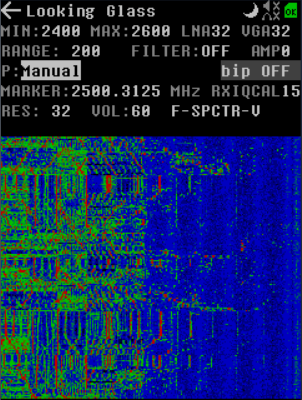 Looking Glass
MIN:2400 MAX:2600 LNA32 VGA32
RANGE: 200 FILTER:OFF AMP0
P:Manual bip OFF
MARKER:2500.3125 MHz RXIQCAL15
RES: 32 VOL:60 F-SPCTR-V